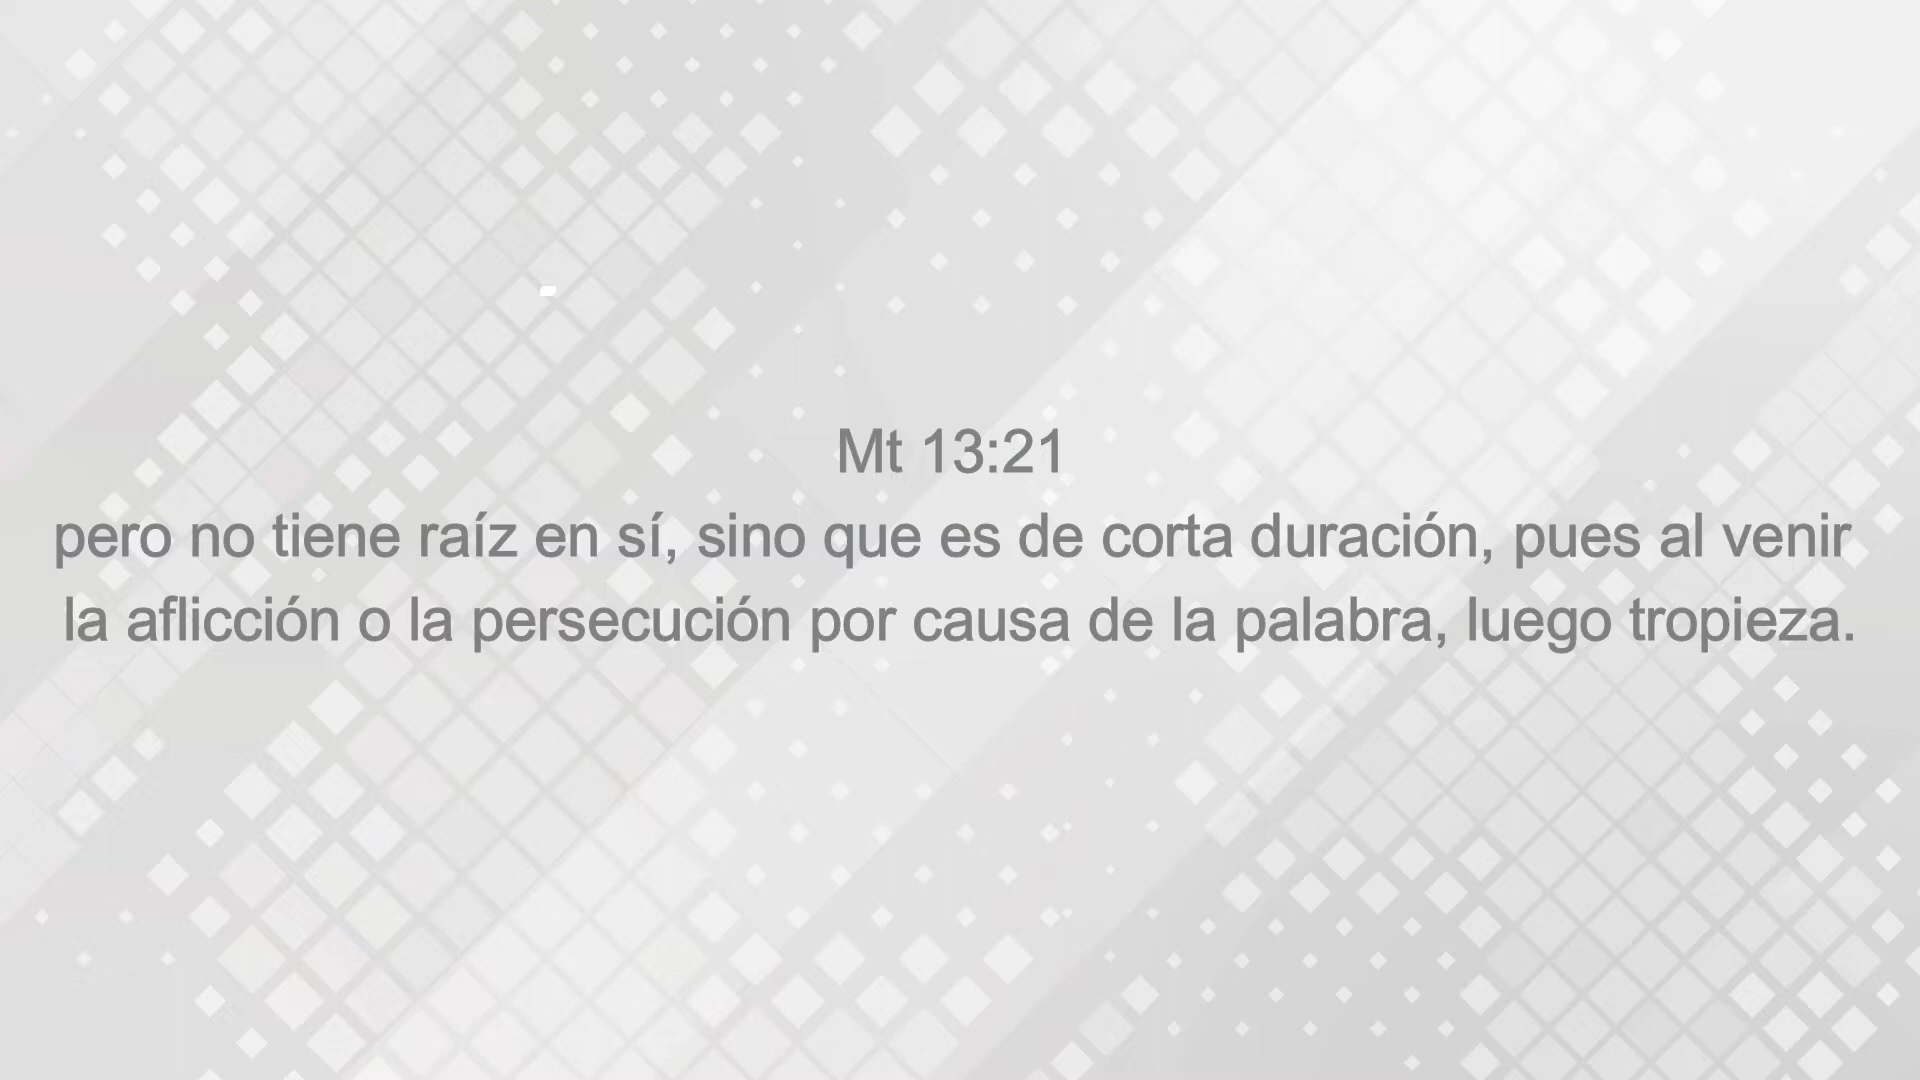 Mt 13:21
pero no tiene raíz en sí, sino que es de corta duración, pues al venir
la aflicción o la persecución por causa de la palabra, luego tropieza.